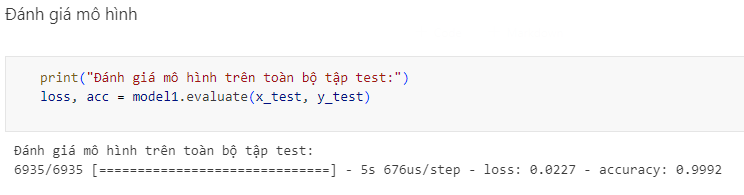 Đánh giá mô hình
print("Đánh giá mô hình trên toàn bộ tập test:")
loss, acc = model1.evaluate(x_test, y_test)
Đánh giá mô hình trên toàn bộ tập test:
6935/6935 [==============================] - 5s 676us/step - loss: 0.0227 - accuracy: 0.9992